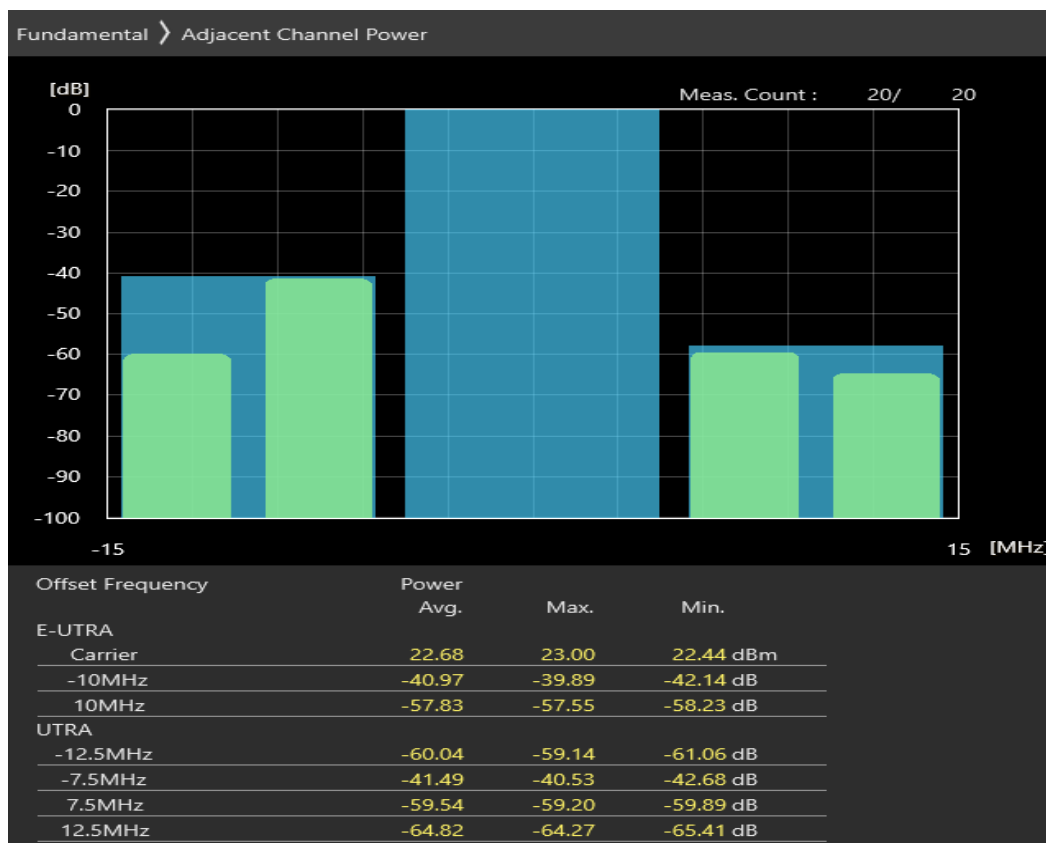 Fundamental 〉 Adjacent Channel Power
[dB]
Meas. Count : 20/ 20
0
-10
-20
-30
-40
-50
-60
-70
-80
-90
-100
-15 15 [MHz]
Offset Frequency Power
Avg. Max. Min.
E-UTRA
Carrier 22.68 23.00 22.44 dBm
-10MHz -40.97 -39.89 -42.14 dB
10MHz -57.83 -57.55 -58.23 dB
UTRA
-12.5MHz -60.04 -59.14 -61.06 dB
-7.5MHz -41.49 -40.53 -42.68 dB
7.5MHz -59.54 -59.20 -59.89 dB
12.5MHz -64.82 -64.27 -65.41 dB